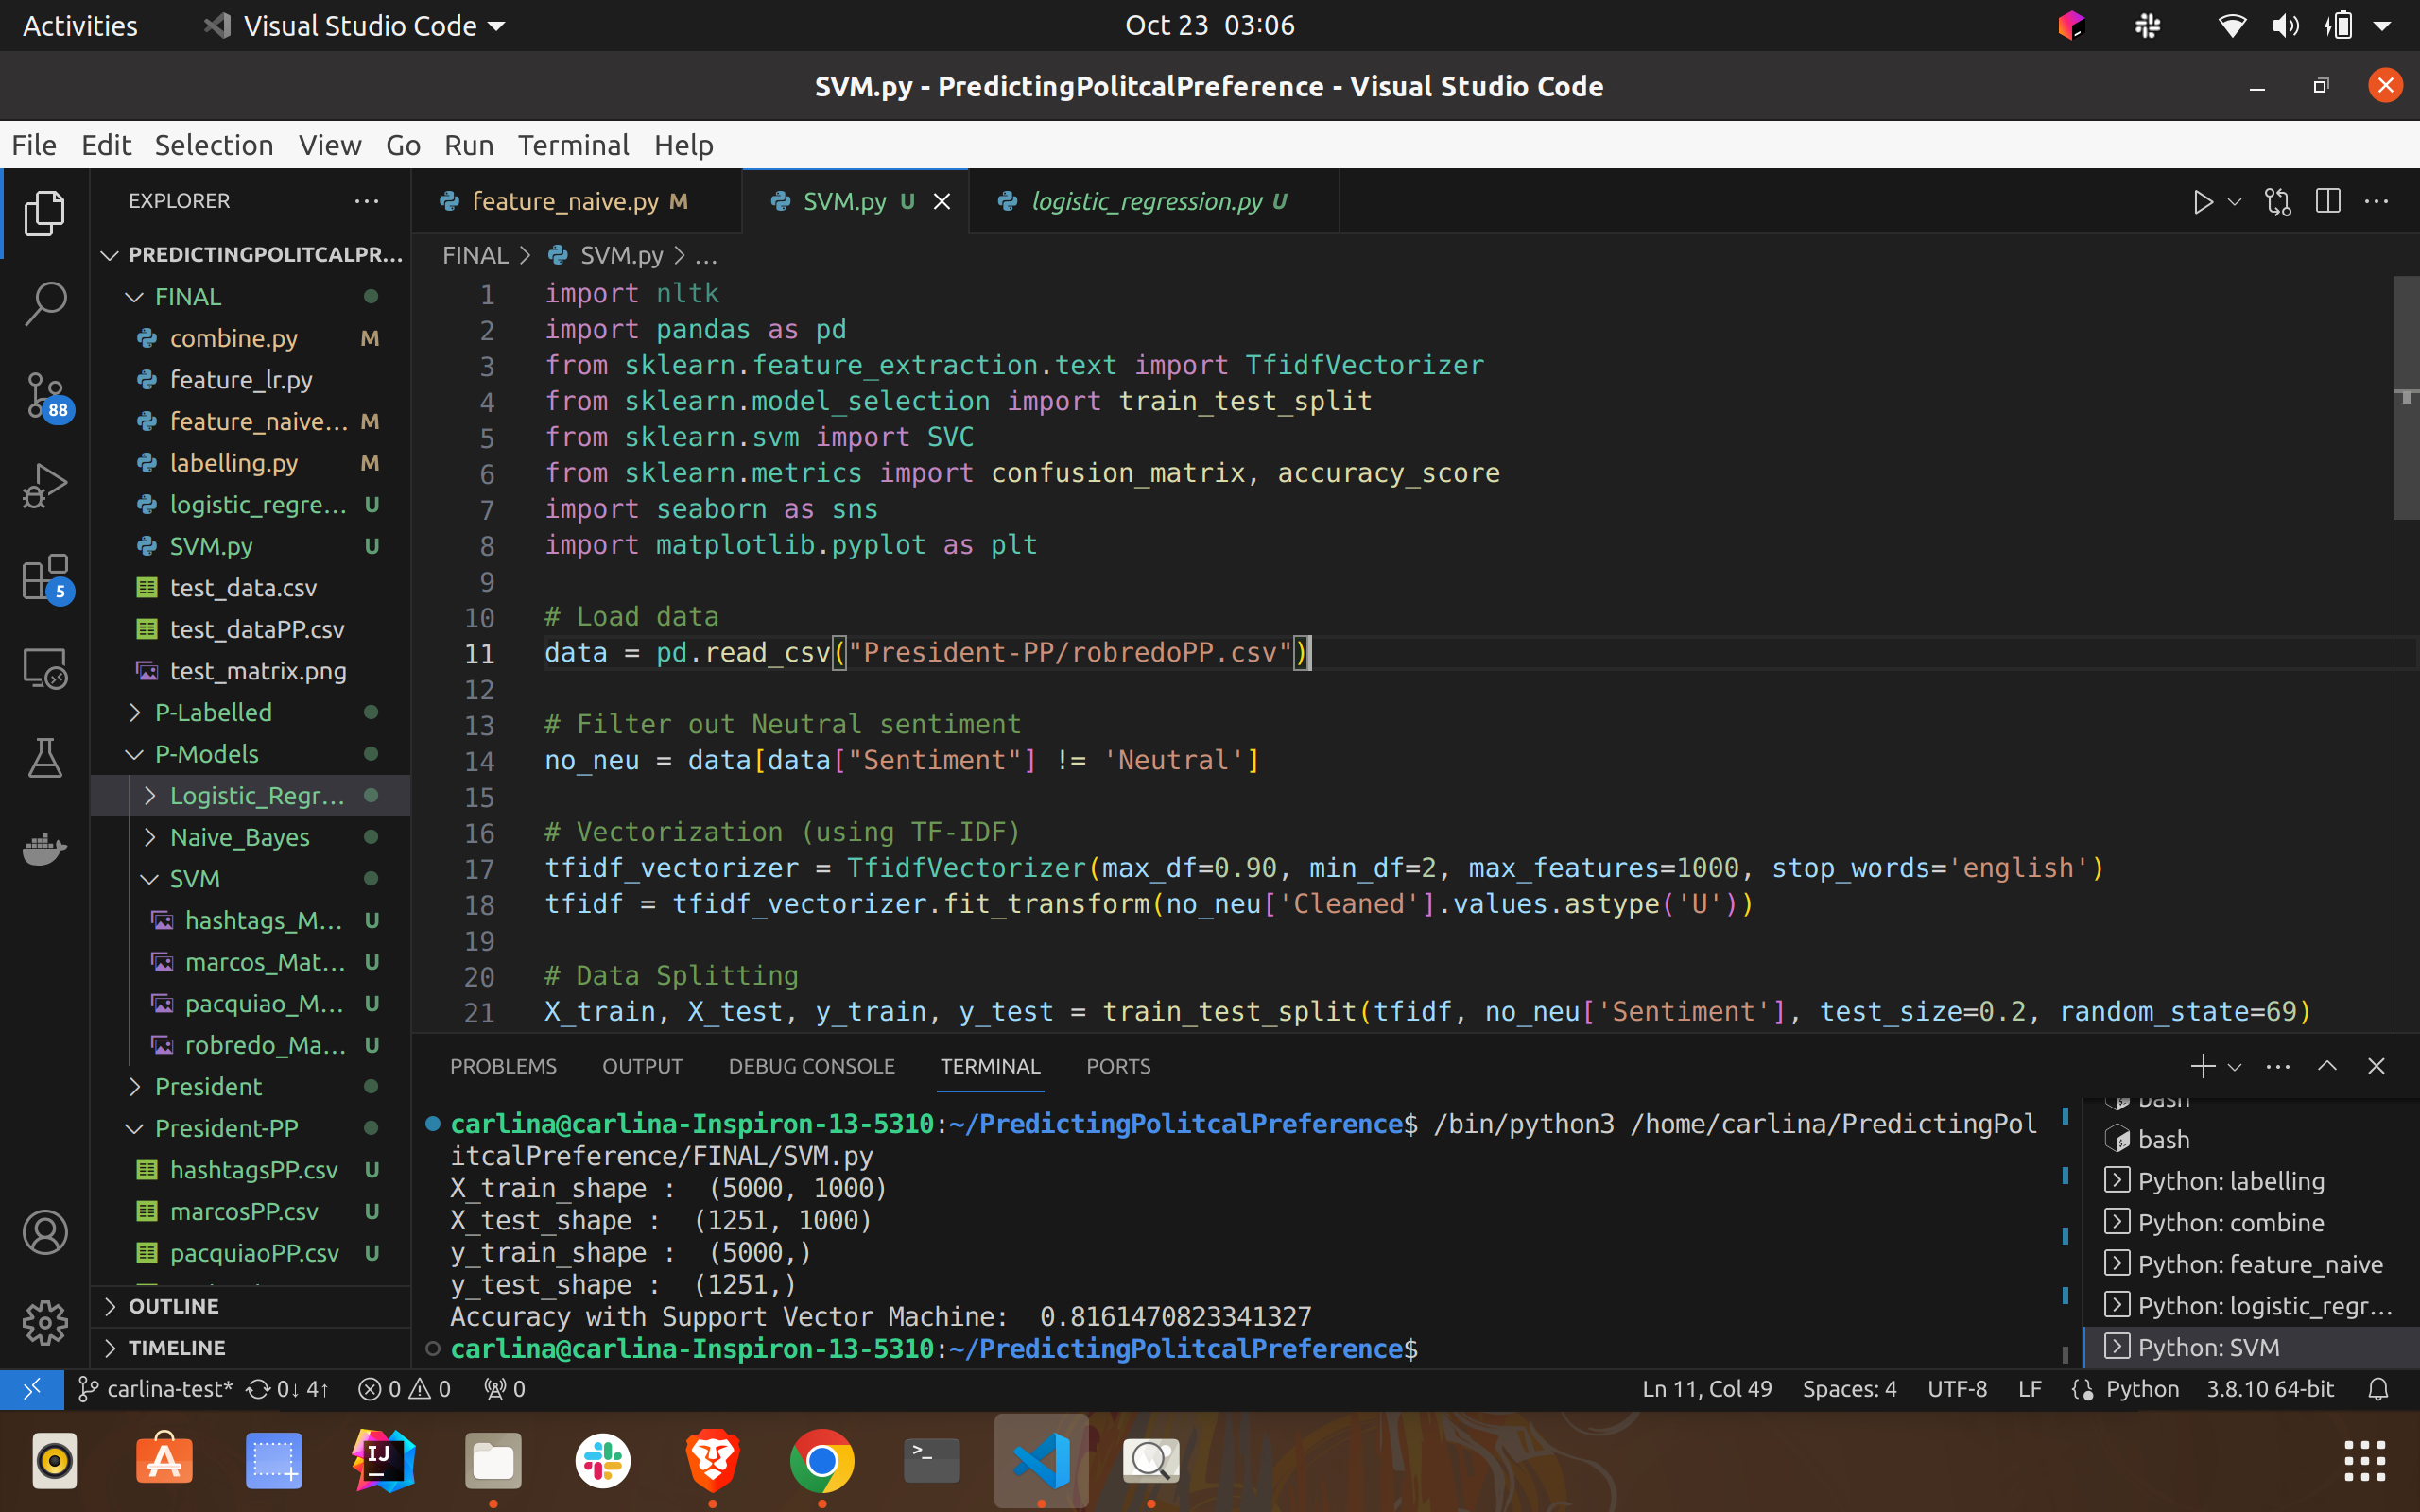 Activities
Visual Studio Code
Oct 23 03:06
SVM.py - PredictingPolitcalPreference - Visual Studio Code
File Edit Selection View Go Run Terminal Help
EXPLORER
PREDICTINGPOLITCALPR...
FINAL
combine.py M
feature_lr.py
feature_naive... M
labelling.py M
logistic_regre... U
SVM.py U
test_data.csv
test_dataPP.csv
test_matrix.png
P-Labelled
P-Models
Logistic_Regr...
Naive_Bayes
SVM
hashtags_M... U
marcos_Mat... U
pacquiao_M... U
robredo_Ma... U
President
President-PP
hashtagsPP.csv U
marcosPP.csv U
pacquiaoPP.csv U
OUTLINE
TIMELINE
88
5
feature_naive.py M
SVM.py U
logistic_regression.py U
FINAL > SVM.py > ...
1 import nltk
2 import pandas as pd
3 from sklearn.feature_extraction.text import TfidfVectorizer
4 from sklearn.model_selection import train_test_split
5 from sklearn.svm import SVC
6 from sklearn.metrics import confusion_matrix, accuracy_score
7 import seaborn as sns
8 import matplotlib.pyplot as plt
9
10 # Load data
11 data = pd.read_csv("President-PP/robredoPP.csv")
12
13 # Filter out Neutral sentiment
14 no_neu = data[data["Sentiment"] != 'Neutral']
15
16 # Vectorization (using TF-IDF)
17 tfidf_vectorizer = TfidfVectorizer(max_df=0.90, min_df=2, max_features=1000, stop_words='english')
18 tfidf = tfidf_vectorizer.fit_transform(no_neu['Cleaned'].values.astype('U'))
19
20 # Data Splitting
21 X_train, X_test, y_train, y_test = train_test_split(tfidf, no_neu['Sentiment'], test_size=0.2, random_state=69)
PROBLEMS OUTPUT DEBUG CONSOLE TERMINAL PORTS
carlina@carlina-Inspiron-13-5310:~/PredictingPolitcalPreference$ /bin/python3 /home/carlina/PredictingPol
itcalPreference/FINAL/SVM.py
X_train_shape : (5000, 1000)
X_test_shape : (1251, 1000)
y_train_shape : (5000,)
y_test_shape : (1251,)
Accuracy with Support Vector Machine: 0.8161470823341327
carlina@carlina-Inspiron-13-5310:~/PredictingPolitcalPreference$
bash
bash
Python: labelling
Python: combine
Python: feature_naive
Python: logistic_regr...
Python: SVM
carlina-test* 0↓ 4↑ 0 0 0
Ln 11, Col 49 Spaces: 4 UTF-8 LF Python 3.8.10 64-bit
IJ